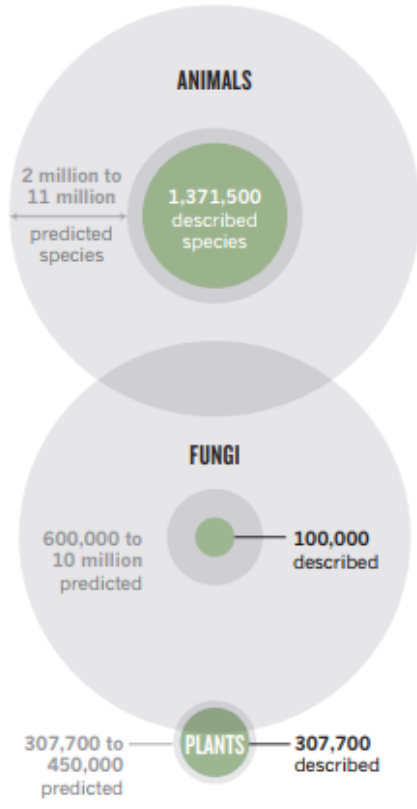 ANIMALS
2 million to
11 million
predicted
species
1,371,500
described
species
FUNGI
600,000 to
10 million
predicted
100,000
described
PLANTS
307,700 to
450,000
predicted
307,700
described